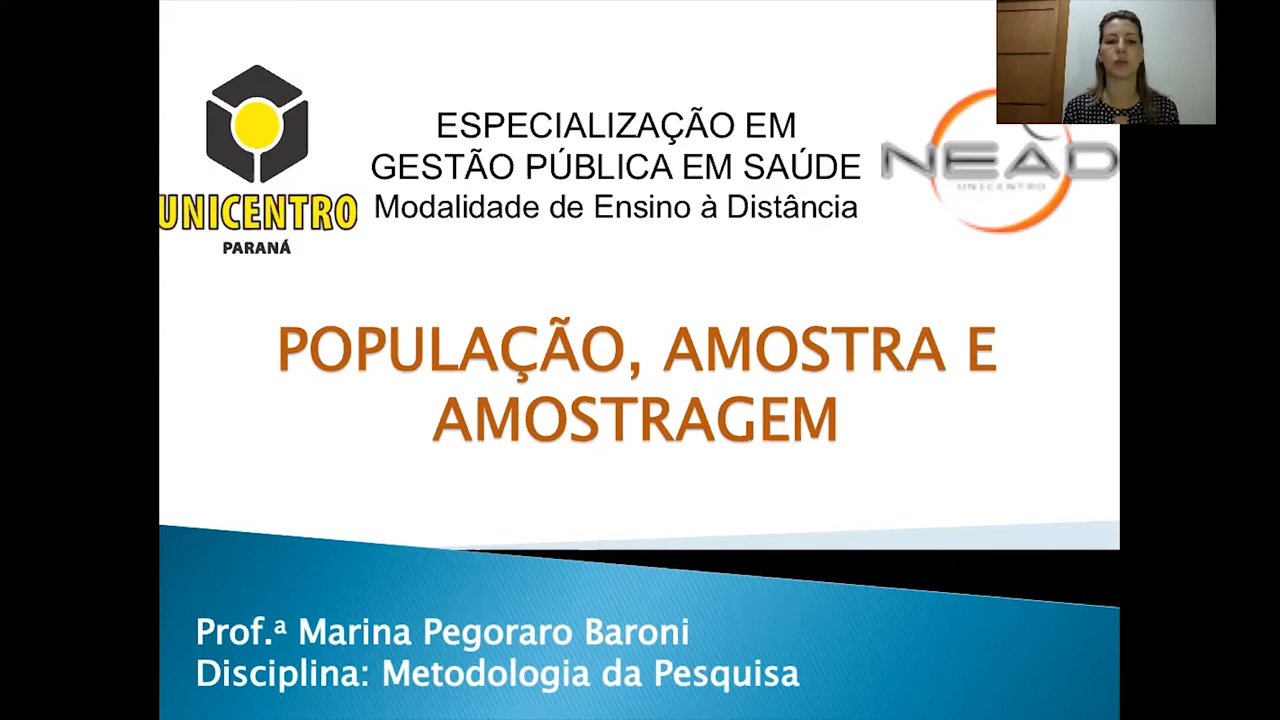 ESPECIALIZAÇÃO EM
GESTÃO PÚBLICA EM SAÚDE
Modalidade de Ensino à Distância
UNICENTRO
PARANÁ
NEAD
UNICENTRO
POPULAÇÃO, AMOSTRA E
AMOSTRAGEM
Prof.ª Marina Pegoraro Baroni
Disciplina: Metodologia da Pesquisa